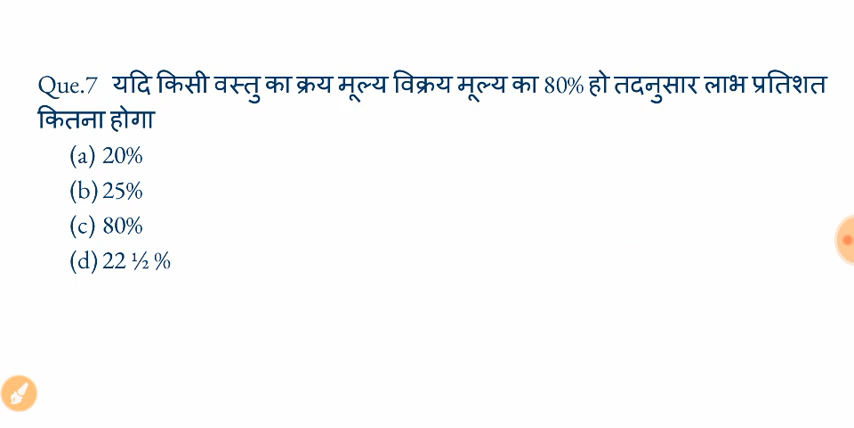 Que.7 यदि किसी वस्तु का क्रय मूल्य विक्रय मूल्य का 80% हो तदनुसार लाभ प्रतिशत
कितना होगा
(a) 20%
(b) 25%
(c) 80%
(d) 22 ½ %